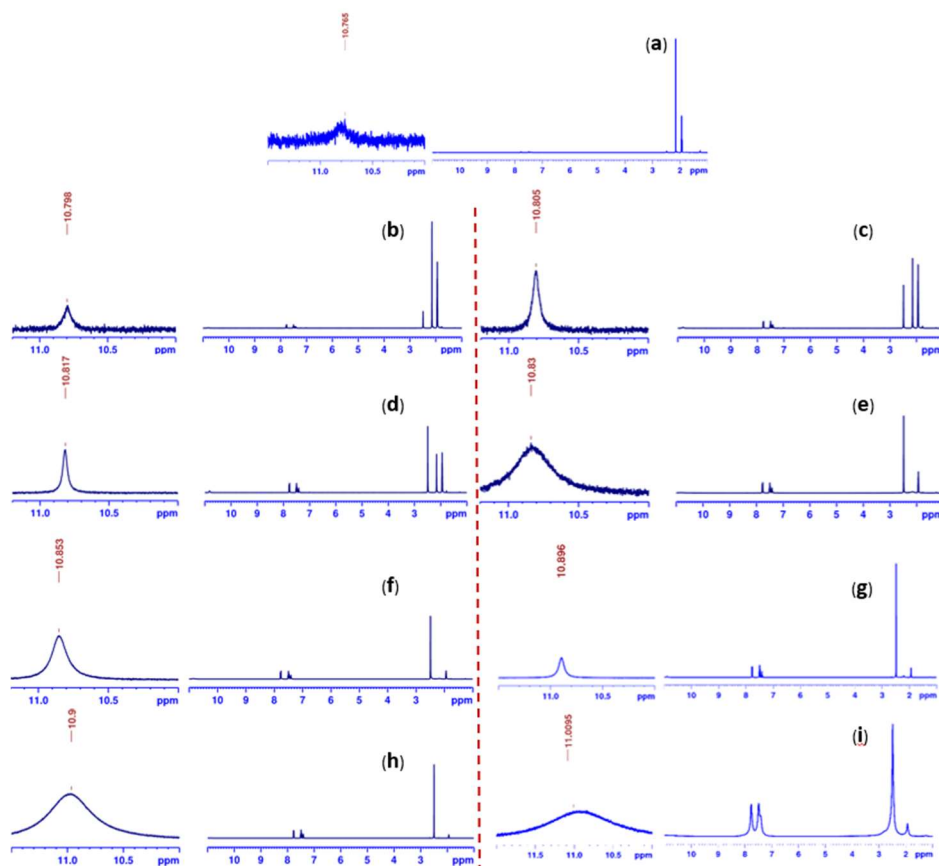 10.765
(a)
11.0 10.5 ppm
10 9 8 7 6 5 4 3 2 ppm
10.798
(b)
11.0 10.5 ppm
10 9 8 7 6 5 4 3 ppm
10.805
(c)
11.0 10.5 ppm
10 9 8 7 6 5 4 3 ppm
10.817
(d)
11.0 10.5 ppm
10 9 8 7 6 5 4 3 ppm
10.83
(e)
11.0 10.5 ppm
10 9 8 7 6 5 4 3 ppm
10.853
(f)
11.0 10.5 ppm
10 9 8 7 6 5 4 3 ppm
10.896
(g)
11.0 10.5 ppm
10 9 8 7 6 5 4 3 2 1 ppm
10.9
(h)
11.0 10.5 ppm
10 9 8 7 6 5 4 3 ppm
11.0095
(i)
11.5 11.0 10.5 ppm
10 9 8 7 6 5 4 3 2 ppm